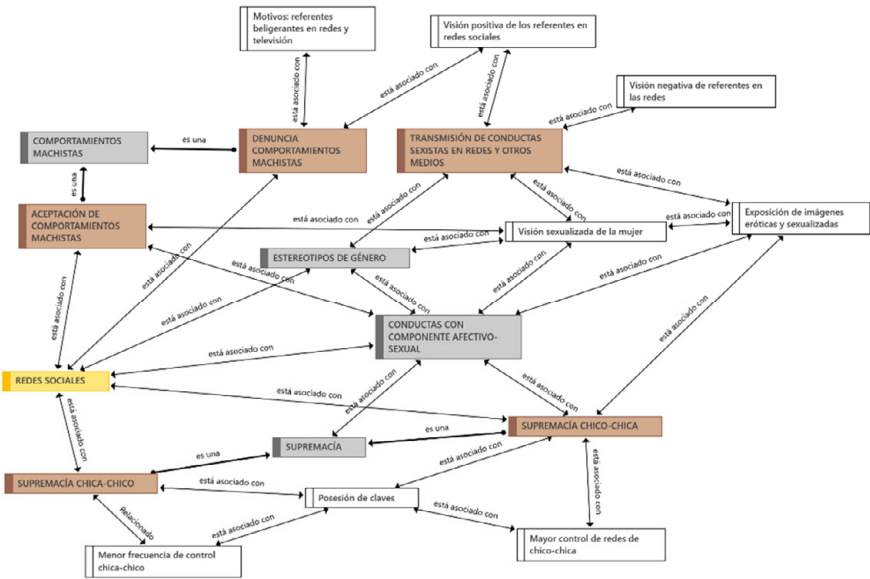 Motivos: referentes
beligerantes en redes y
televisión
Visión positiva de los referentes en
redes sociales
Visión negativa de referentes en
las redes
está asociado con
está asociado con
está asociado con
está asociado con
COMPORTAMIENTOS
MACHISTAS
es una
DENUNCIA
COMPORTAMIENTOS
MACHISTAS
TRANSMISIÓN DE CONDUCTAS
SEXISTAS EN REDES Y OTROS
MEDIOS
es una
está asociado con
está asociado con
está asociado con
ACEPTACIÓN DE
COMPORTAMIENTOS
MACHISTAS
está asociado con
Visión sexualizada de la mujer
está asociado con
Exposición de imágenes
eróticas y sexualizadas
está asociado con
ESTEREOTIPOS DE GÉNERO
está asociado con
está asociado con
está asociado con
está asociado con
está asociado con
está asociado con
está asociado con
está asociado con
CONDUCTAS CON
COMPONENTE AFECTIVO-
SEXUAL
está asociado con
está asociado con
REDES SOCIALES
está asociado con
está asociado con
está asociado con
está asociado con
SUPREMACÍA CHICO-CHICA
es una
SUPREMACÍA
es una
SUPREMACÍA CHICA-CHICO
está asociado con
está asociado con
está asociado con
Posesión de claves
Relacionado
está asociado con
está asociado con
Menor frecuencia de control
chica-chico
Mayor control de redes de
chico-chica